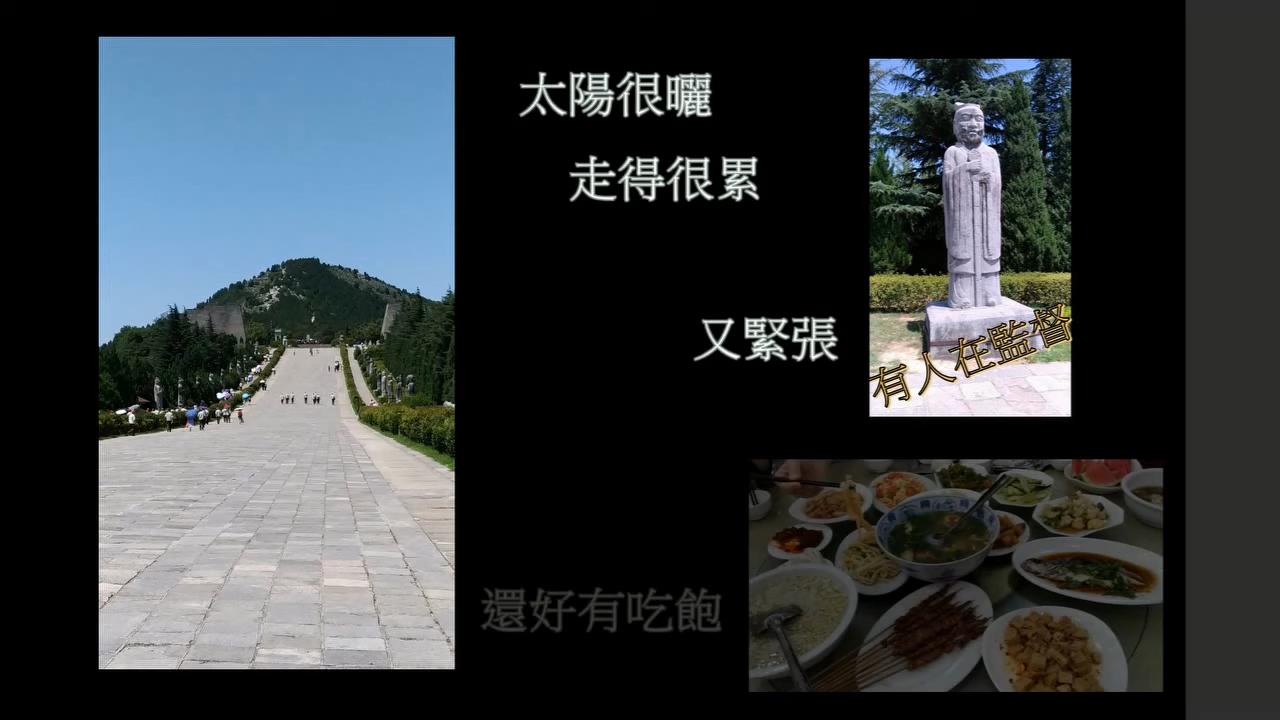 太陽很曬
走得很累
又緊張
有人在監督
還好有吃飽